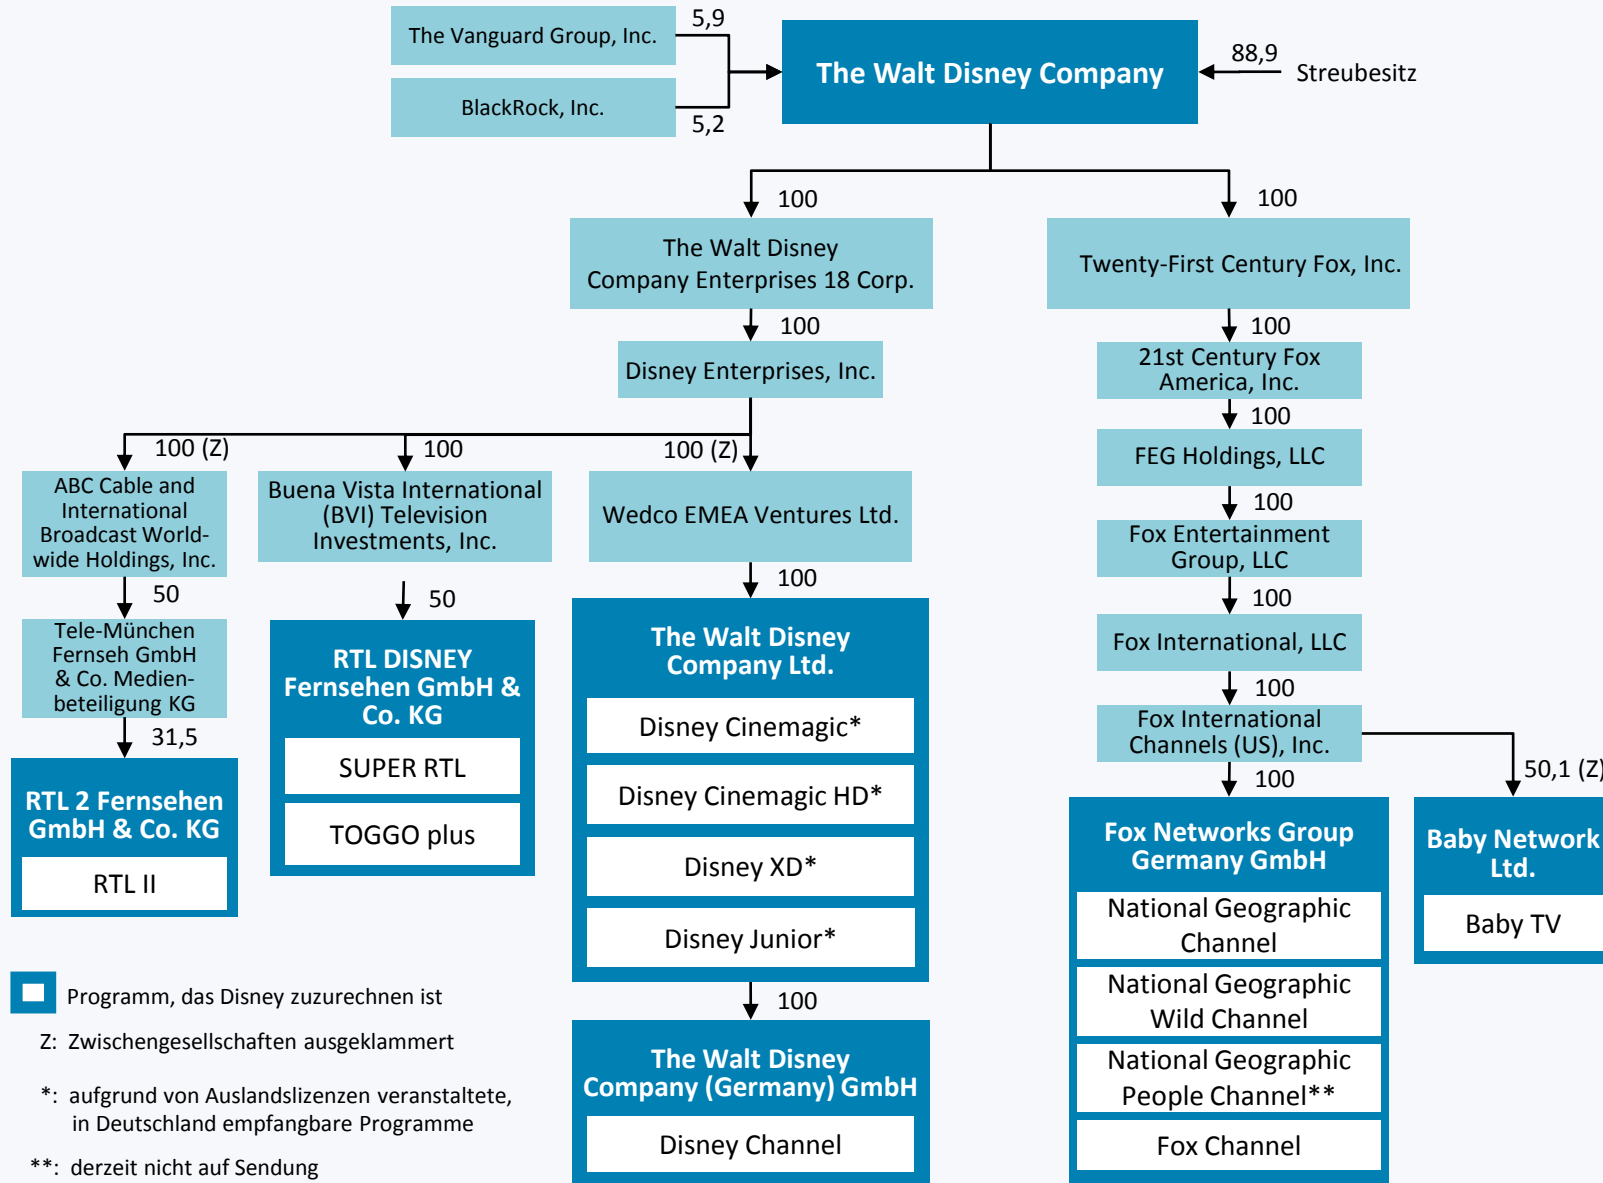 The Vanguard Group, Inc.
5,9
BlackRock, Inc.
5,2
The Walt Disney Company
88,9
Streubesitz
100
100
The Walt Disney
Company Enterprises 18 Corp.
Twenty-First Century Fox, Inc.
100
100
Disney Enterprises, Inc.
21st Century Fox
America, Inc.
100
100 (Z)
100
100 (Z)
FEG Holdings, LLC
ABC Cable and
International
Broadcast World-
wide Holdings, Inc.
Buena Vista International
(BVI) Television
Investments, Inc.
Wedco EMEA Ventures Ltd.
100
Fox Entertainment
Group, LLC
50
50
100
100
Tele-München
Fernseh GmbH
& Co. Medien-
beteiligung KG
Fox International, LLC
100
31,5
Fox International
Channels (US), Inc.
100
50,1 (Z)
RTL 2 Fernsehen
GmbH & Co. KG
RTL II
RTL DISNEY
Fernsehen GmbH &
Co. KG
SUPER RTL
TOGGO plus
The Walt Disney
Company Ltd.
Disney Cinemagic*
Disney Cinemagic HD*
Disney XD*
Disney Junior*
100
The Walt Disney
Company (Germany) GmbH
Disney Channel
Fox Networks Group
Germany GmbH
National Geographic
Channel
National Geographic
Wild Channel
National Geographic
People Channel**
Fox Channel
Baby Network
Ltd.
Baby TV
Programm, das Disney zuzurechnen ist
Z: Zwischengesellschaften ausgeklammert
*: aufgrund von Auslandslizenzen veranstaltete,
in Deutschland empfangbare Programme
**: derzeit nicht auf Sendung